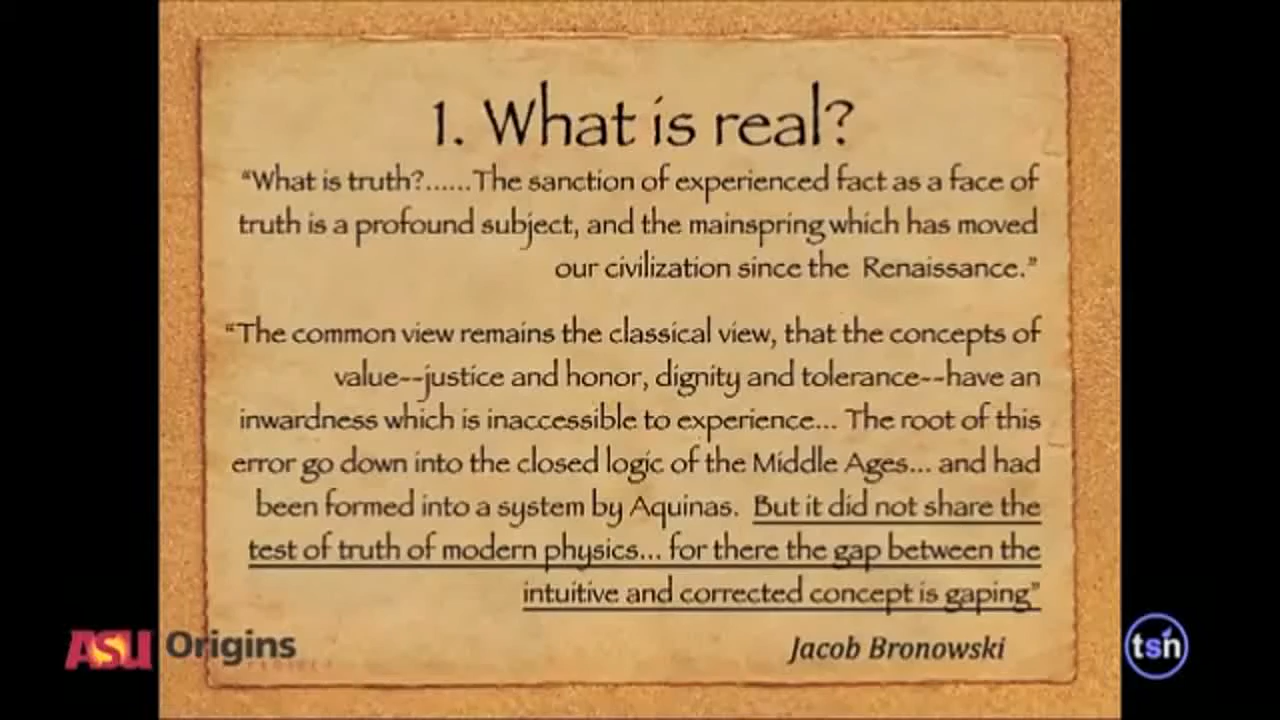 1. What is real?
“What is truth?......The sanction of experienced fact as a face of
truth is a profound subject, and the mainspring which has moved
our civilization since the Renaissance.”
“The common view remains the classical view, that the concepts of
value--justice and honor, dignity and tolerance--have an
inwardness which is inaccessible to experience... The root of this
error go down into the closed logic of the Middle Ages... and had
been formed into a system by Aquinas. But it did not share the
test of truth of modern physics... for there the gap between the
intuitive and corrected concept is gaping”
Jacob Bronowski
ASU Origins
PROJECT
tsn